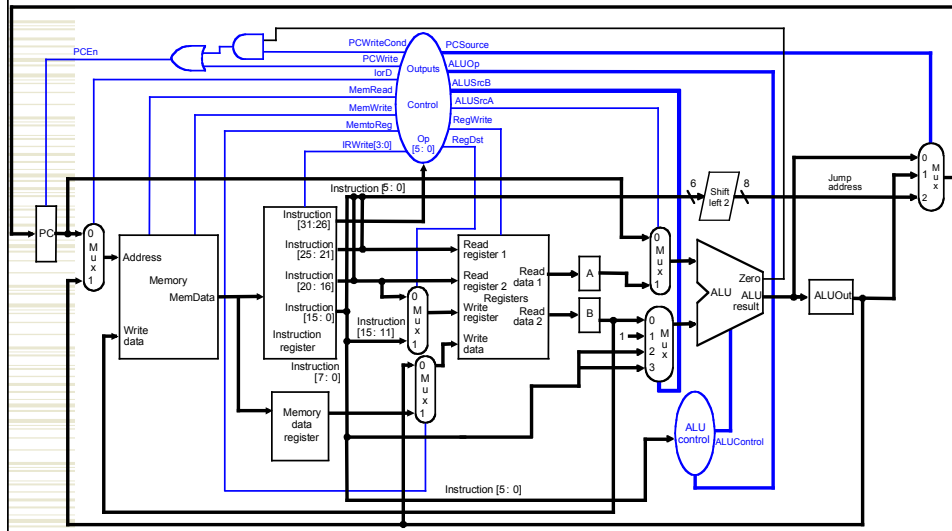 PCEn
PCWriteCond
PCWrite
IorD
MemRead
MemWrite
MemtoReg
IRWrite[3:0]
Outputs
Control
Op
[5: 0]
PCSource
ALUOp
ALUSrcB
ALUSrcA
RegWrite
RegDst
0
1
2
M
u
x
Jump
address
6
Shift
left 2
8
Instruction [5: 0]
PC
0
M
u
x
1
Address
Memory
MemData
Write
data
Instruction
[31:26]
Instruction
[25: 21]
Instruction
[20: 16]
Instruction
[15: 0]
Instruction
register
Instruction
[7: 0]
Instruction
[15: 11]
0
M
u
x
1
0
M
u
x
1
Memory
data
register
Read
register 1
Read
register 2
Registers
Write
register
Write
data
Read
data 1
Read
data 2
A
B
0
M
u
x
1
1
0
1
2
3
M
u
x
Zero
ALU
ALU
result
ALUOut
ALU
control
ALUControl
Instruction [5: 0]